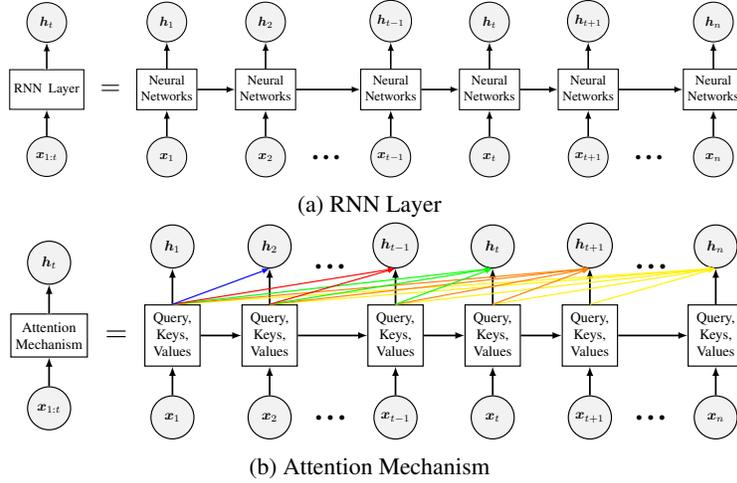 h_t h_1 h_2 h_{t−1} h_t h_{t+1} h_n
RNN Layer = Neural Neural Neural Neural Neural Neural
Networks Networks Networks Networks Networks Networks
x_{1:t} x_1 x_2 ••• x_{t−1} x_t x_{t+1} ••• x_n
(a) RNN Layer
h_t h_1 h_2 ••• h_{t−1} h_t h_{t+1} ••• h_n
Attention
Mechanism
=
Query, Query, Query, Query, Query, Query,
Keys, Keys, Keys, Keys, Keys, Keys,
Values Values Values Values Values Values
x_{1:t} x_1 x_2 ••• x_{t−1} x_t x_{t+1} ••• x_n
(b) Attention Mechanism